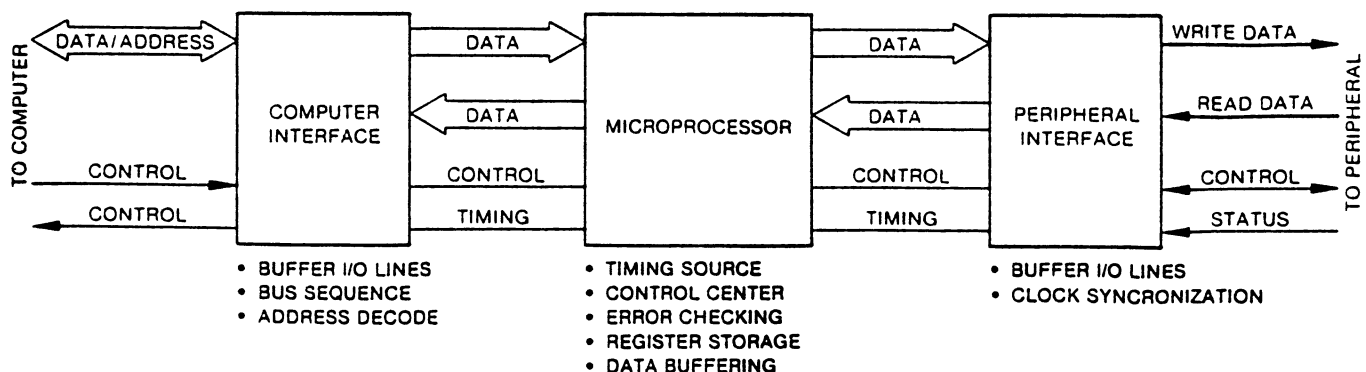 TO COMPUTER
DATA/ADDRESS
CONTROL
CONTROL
COMPUTER
INTERFACE
• BUFFER I/O LINES
• BUS SEQUENCE
• ADDRESS DECODE
DATA
DATA
CONTROL
TIMING
MICROPROCESSOR
• TIMING SOURCE
• CONTROL CENTER
• ERROR CHECKING
• REGISTER STORAGE
• DATA BUFFERING
DATA
DATA
CONTROL
TIMING
PERIPHERAL
INTERFACE
• BUFFER I/O LINES
• CLOCK SYNCRONIZATION
WRITE DATA
READ DATA
CONTROL
STATUS
TO PERIPHERAL